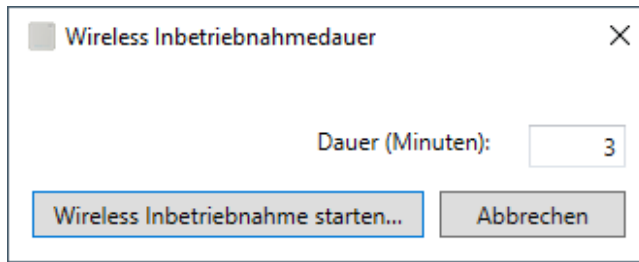 Wireless Inbetriebnahmedauer
Dauer (Minuten): 3
Wireless Inbetriebnahme starten... Abbrechen